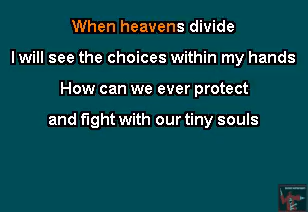 When heavens divide
I will see the choices within my hands
How can we ever protect
and fight with our tiny souls